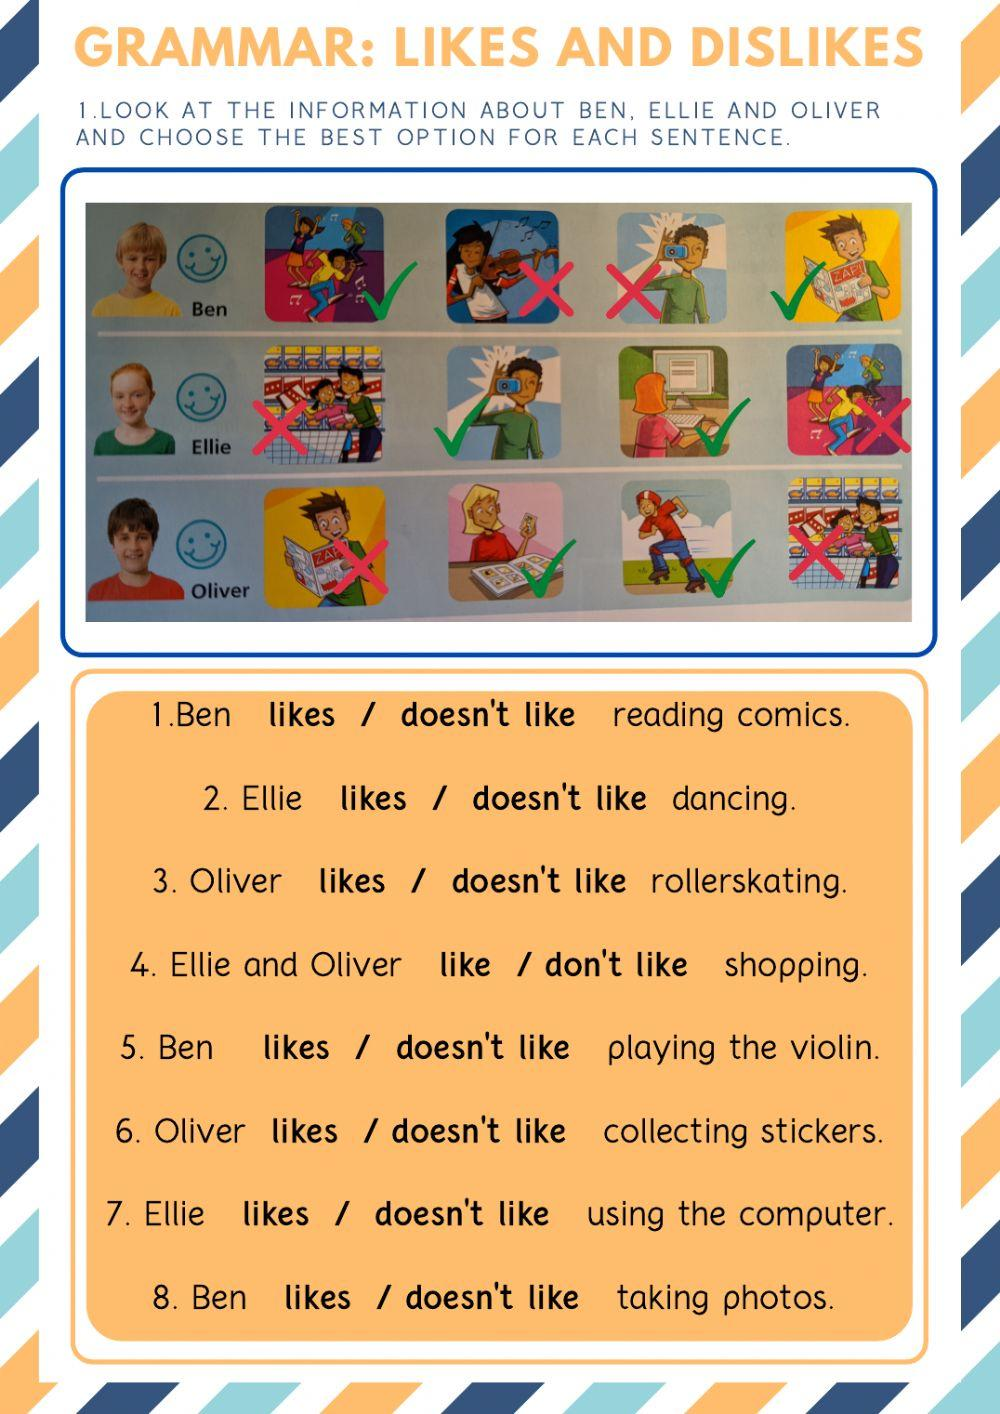 GRAMMAR: LIKES AND DISLIKES
1.LOOK AT THE INFORMATION ABOUT BEN, ELLIE AND OLIVER
AND CHOOSE THE BEST OPTION FOR EACH SENTENCE.
ZAP!
Ben
Ellie
ZAP
Oliver
1.Ben likes / doesn't like reading comics.
2. Ellie likes / doesn't like dancing.
3. Oliver likes / doesn't like rollerskating.
4. Ellie and Oliver like / don't like shopping.
5. Ben likes / doesn't like playing the violin.
6. Oliver likes / doesn't like collecting stickers.
7. Ellie likes / doesn't like using the computer.
8. Ben likes / doesn't like taking photos.